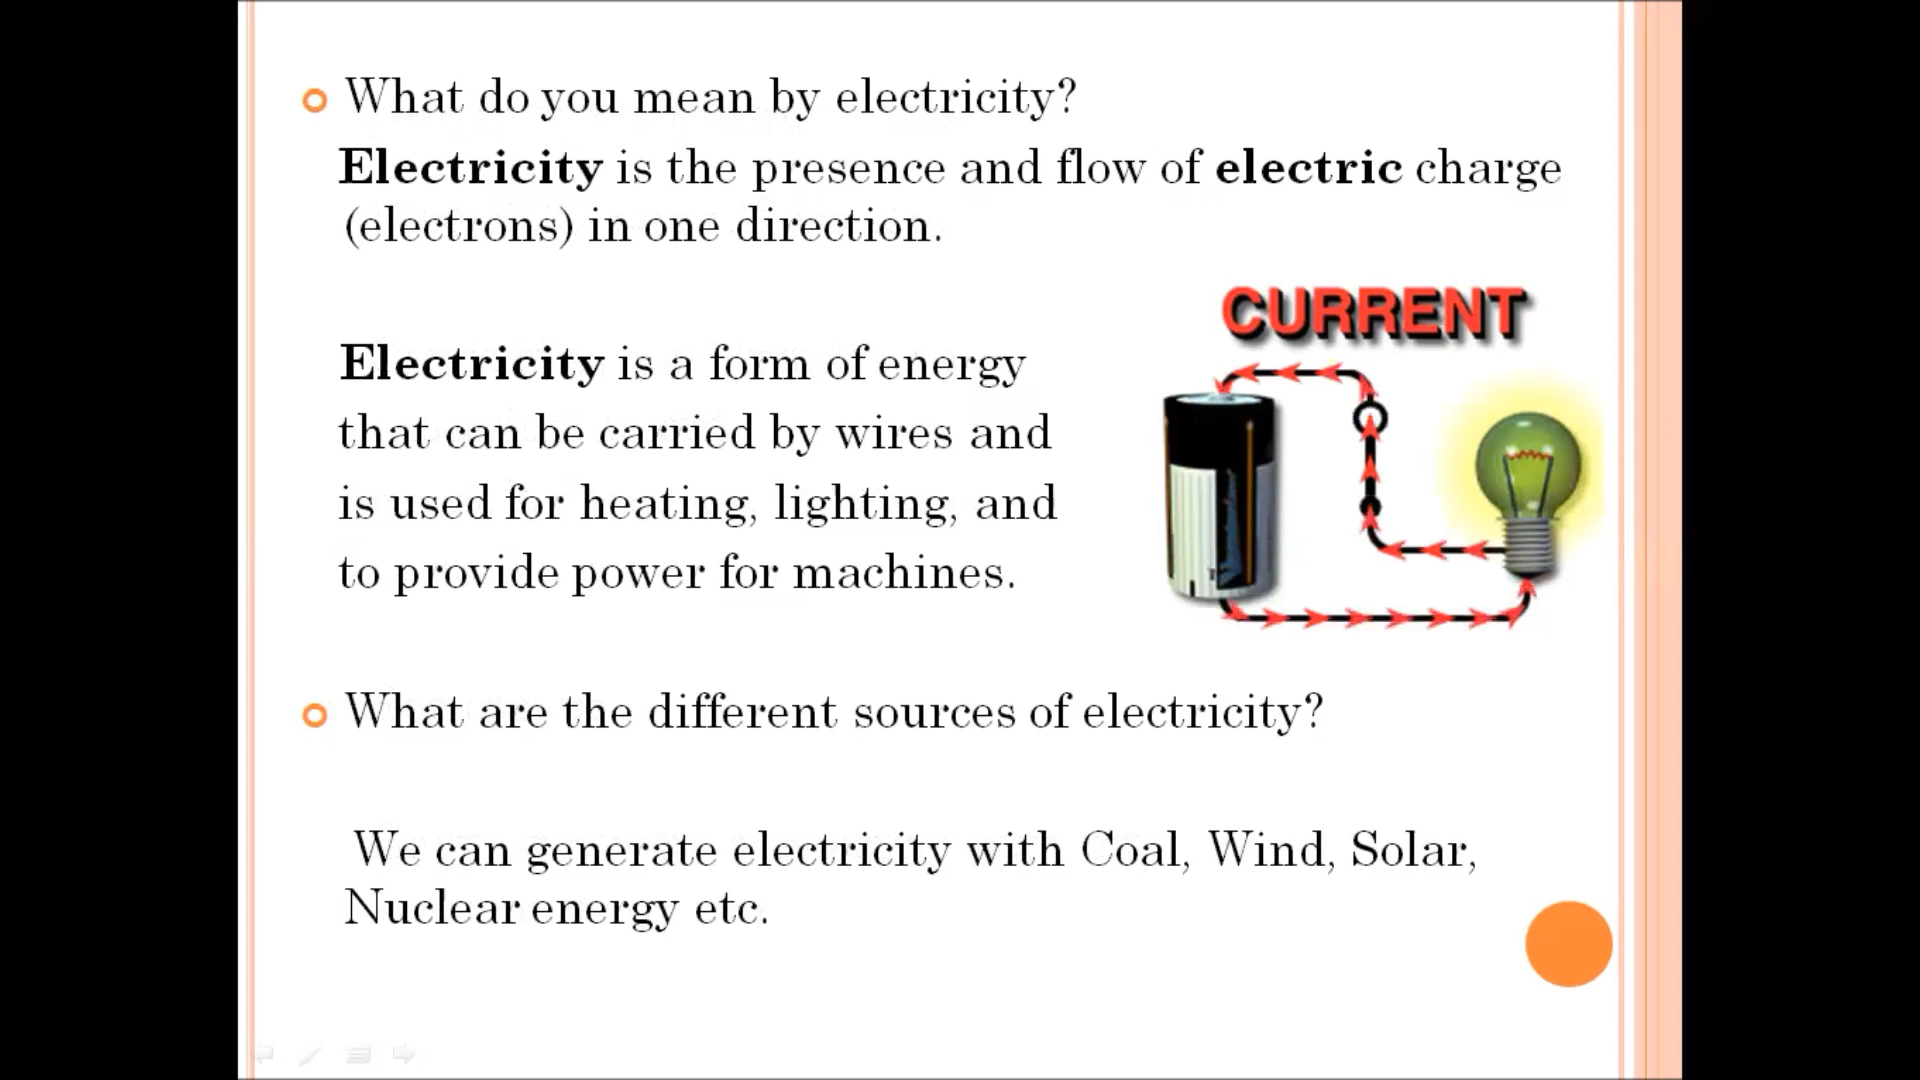 What do you mean by electricity?
Electricity is the presence and flow of electric charge
(electrons) in one direction.
CURRENT
Electricity is a form of energy
that can be carried by wires and
is used for heating, lighting, and
to provide power for machines.
What are the different sources of electricity?
We can generate electricity with Coal, Wind, Solar,
Nuclear energy etc.